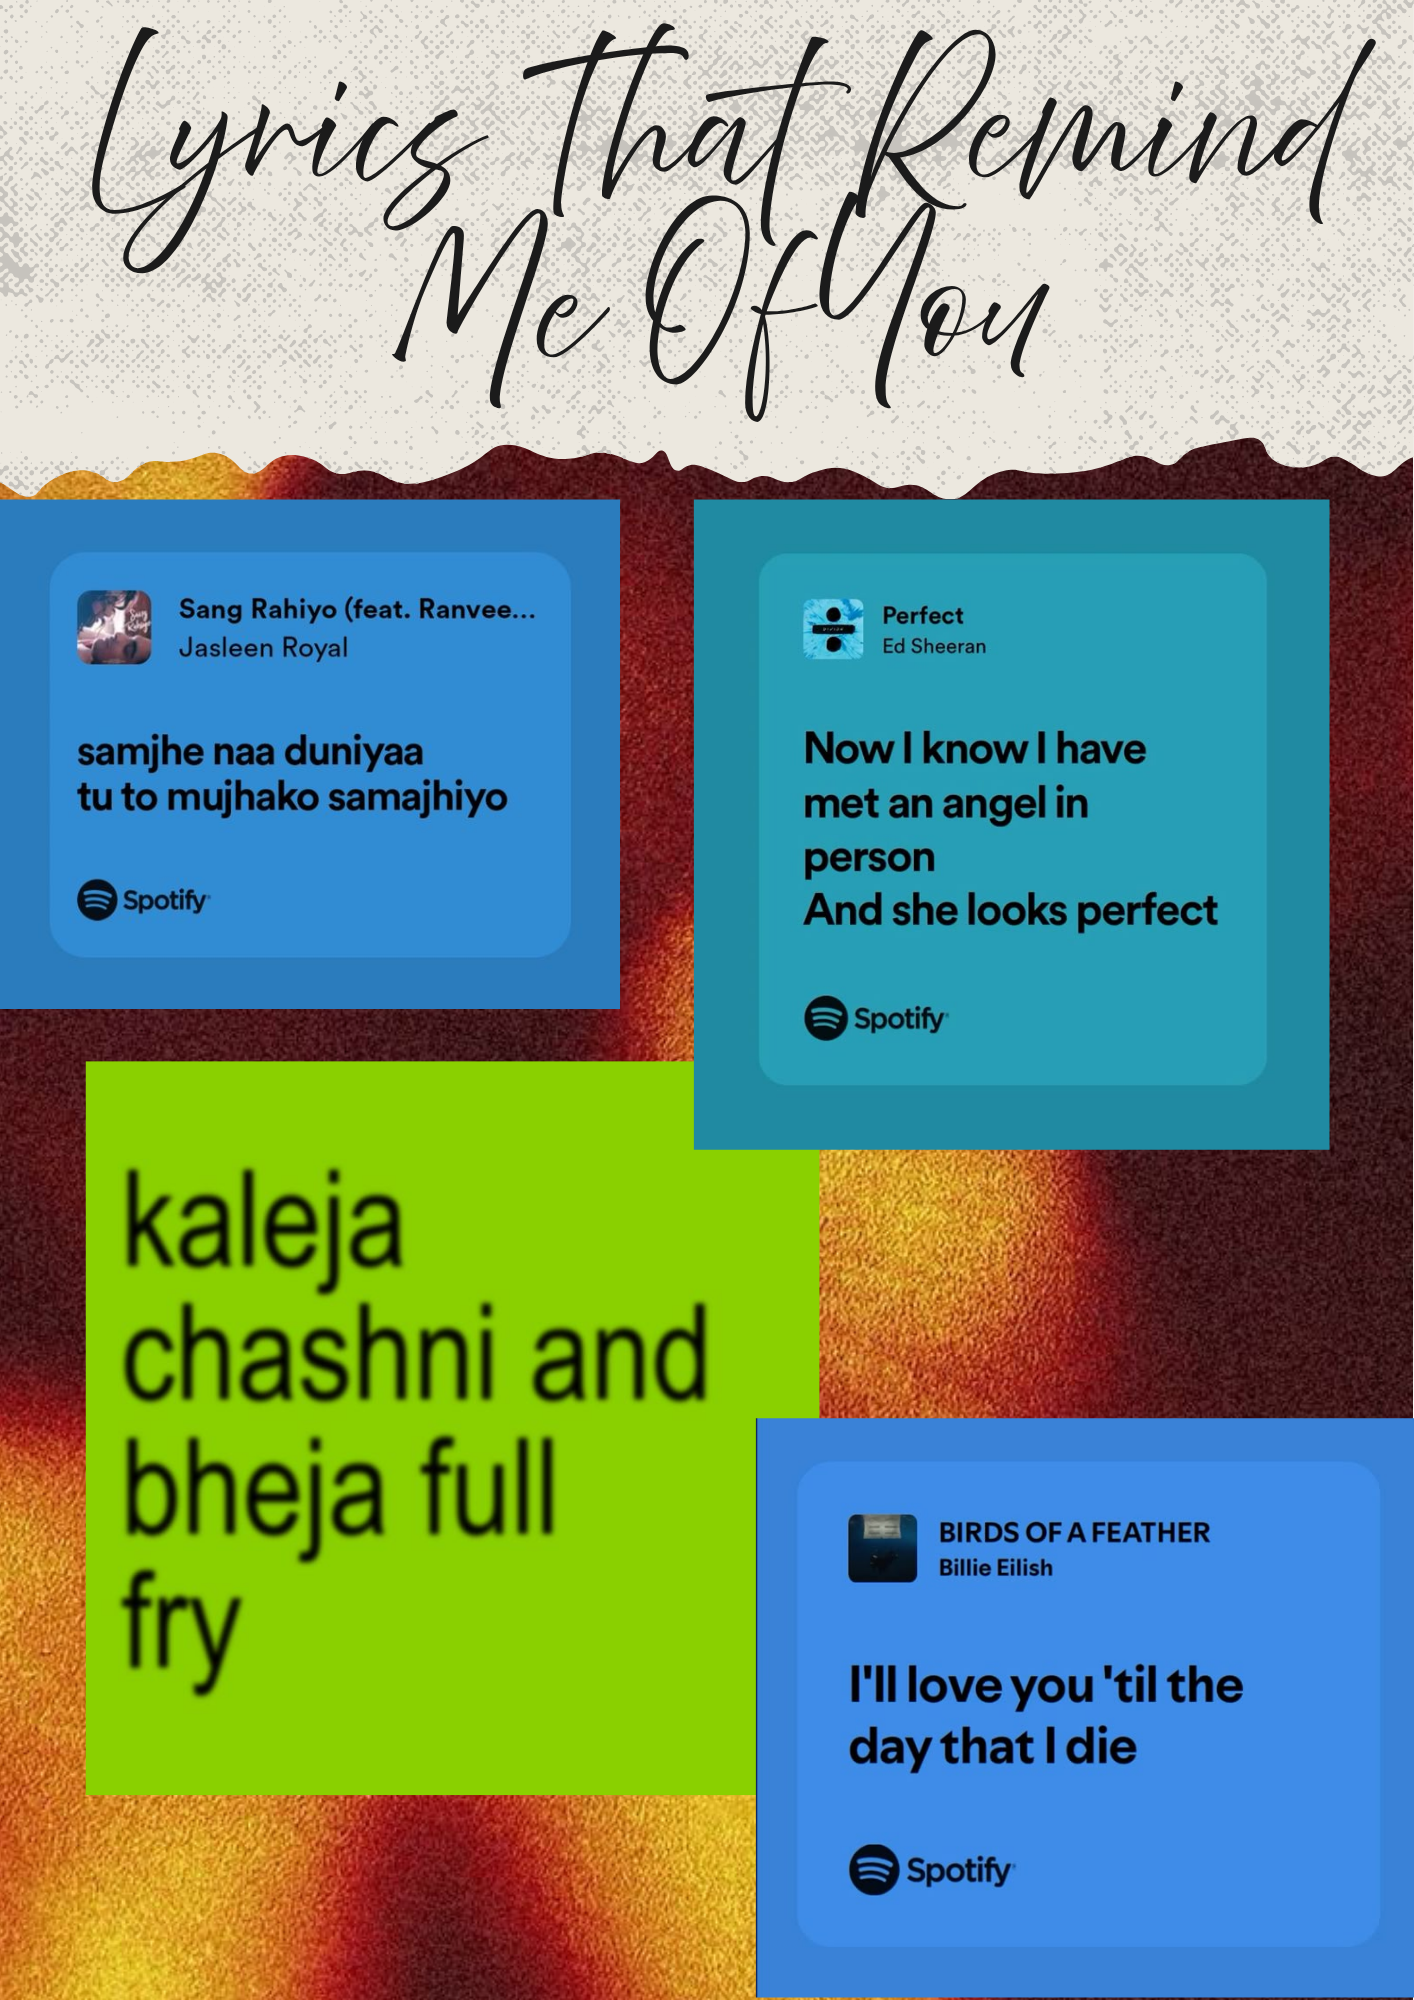 Lyrics That Remind
Me Of You
Sang Rahiyo (feat. Ranvee...
Jasleen Royal
samjhe naa duniyaa
tu to mujhako samajhiyo
Spotify
Perfect
Ed Sheeran
Now I know I have
met an angel in
person
And she looks perfect
Spotify
kaleja
chashni and
bheja full
fry
BIRDS OF A FEATHER
Billie Eilish
I'll love you 'til the
day that I die
Spotify